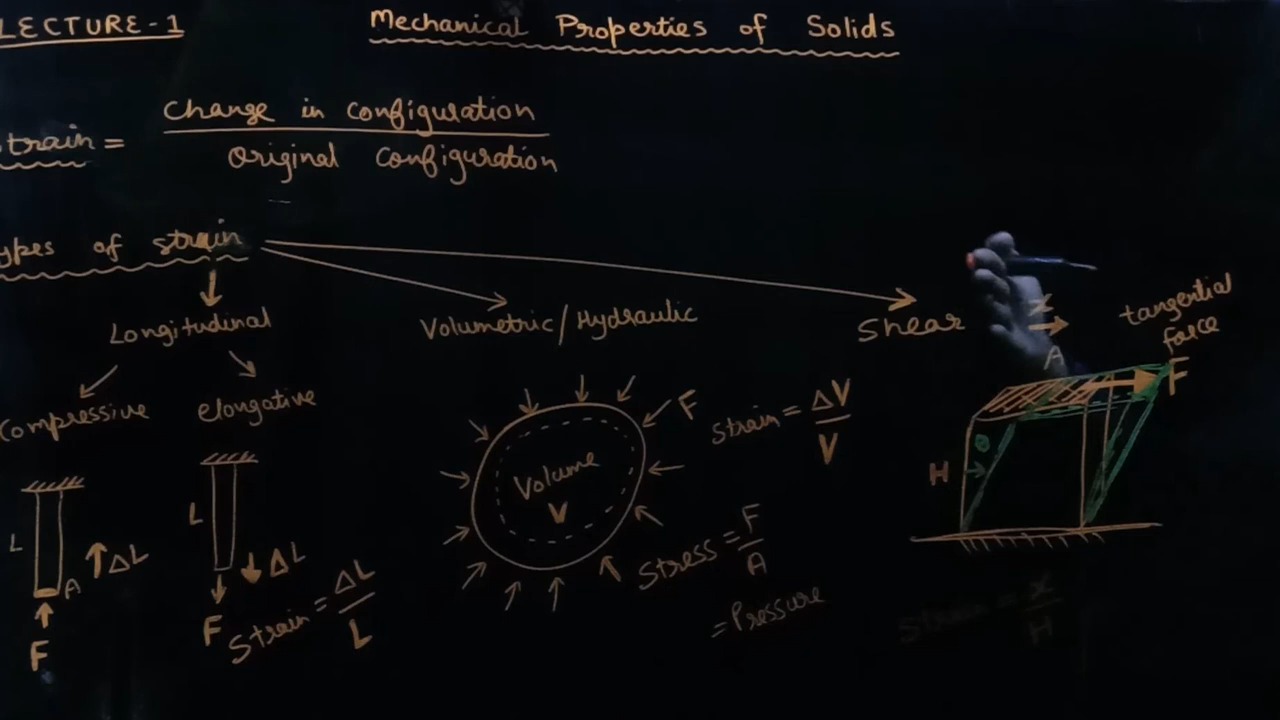 LECTURE-1
Mechanical Properties of Solids
train =
Change in Configuration
Original Configuration
ypes of strain
Longitudinal
Volumetric/Hydraulic
Shear
x
A
tangential
force
F
Compressive
elongative
L
A
ΔL
F
L
ΔL
F
Strain = ΔL
L
Volume
V
F
Strain = ΔV
V
Stress = F
A
= Pressure
H
θ
Strain = x
H